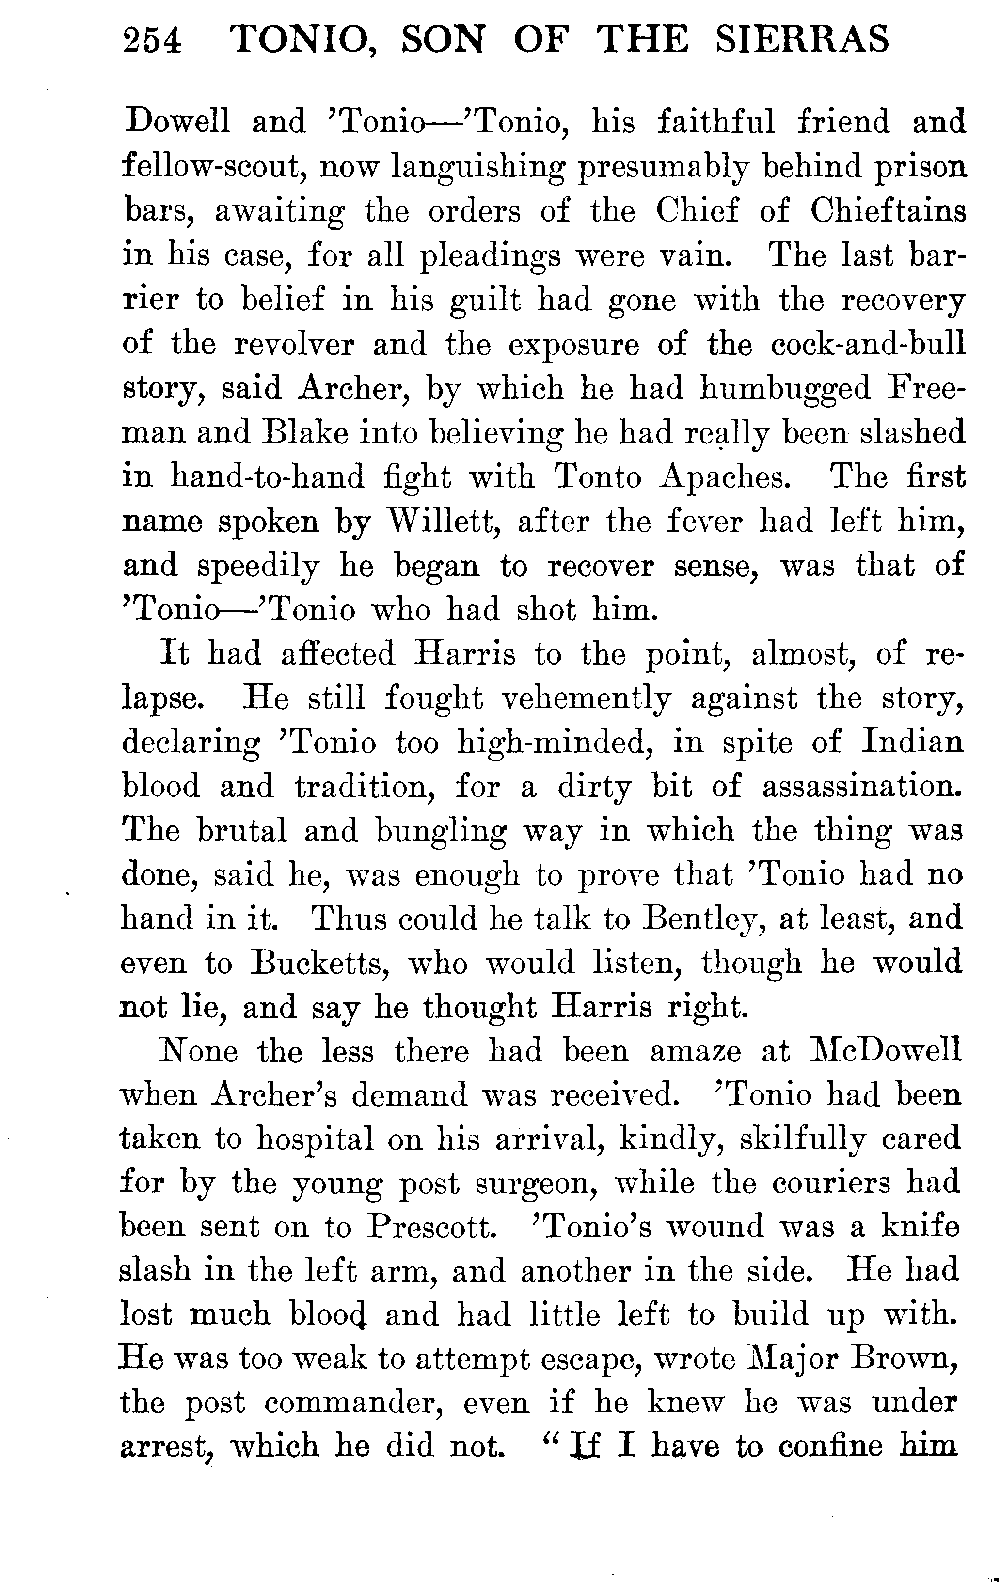 254 TONIO, SON OF THE SIERRAS
Dowell and ’Tonio—’Tonio, his faithful friend and
fellow-scout, now languishing presumably behind prison
bars, awaiting the orders of the Chief of Chieftains
in his case, for all pleadings were vain. The last bar-
rier to belief in his guilt had gone with the recovery
of the revolver and the exposure of the cock-and-bull
story, said Archer, by which he had humbugged Free-
man and Blake into believing he had really been slashed
in hand-to-hand fight with Tonto Apaches. The first
name spoken by Willett, after the fever had left him,
and speedily he began to recover sense, was that of
’Tonio—’Tonio who had shot him.
It had affected Harris to the point, almost, of re-
lapse. He still fought vehemently against the story,
declaring ’Tonio too high-minded, in spite of Indian
blood and tradition, for a dirty bit of assassination.
The brutal and bungling way in which the thing was
done, said he, was enough to prove that ’Tonio had no
hand in it. Thus could he talk to Bentley, at least, and
even to Bucketts, who would listen, though he would
not lie, and say he thought Harris right.
None the less there had been amaze at McDowell
when Archer’s demand was received. ’Tonio had been
taken to hospital on his arrival, kindly, skilfully cared
for by the young post surgeon, while the couriers had
been sent on to Prescott. ’Tonio’s wound was a knife
slash in the left arm, and another in the side. He had
lost much blood and had little left to build up with.
He was too weak to attempt escape, wrote Major Brown,
the post commander, even if he knew he was under
arrest, which he did not. “ If I have to confine him